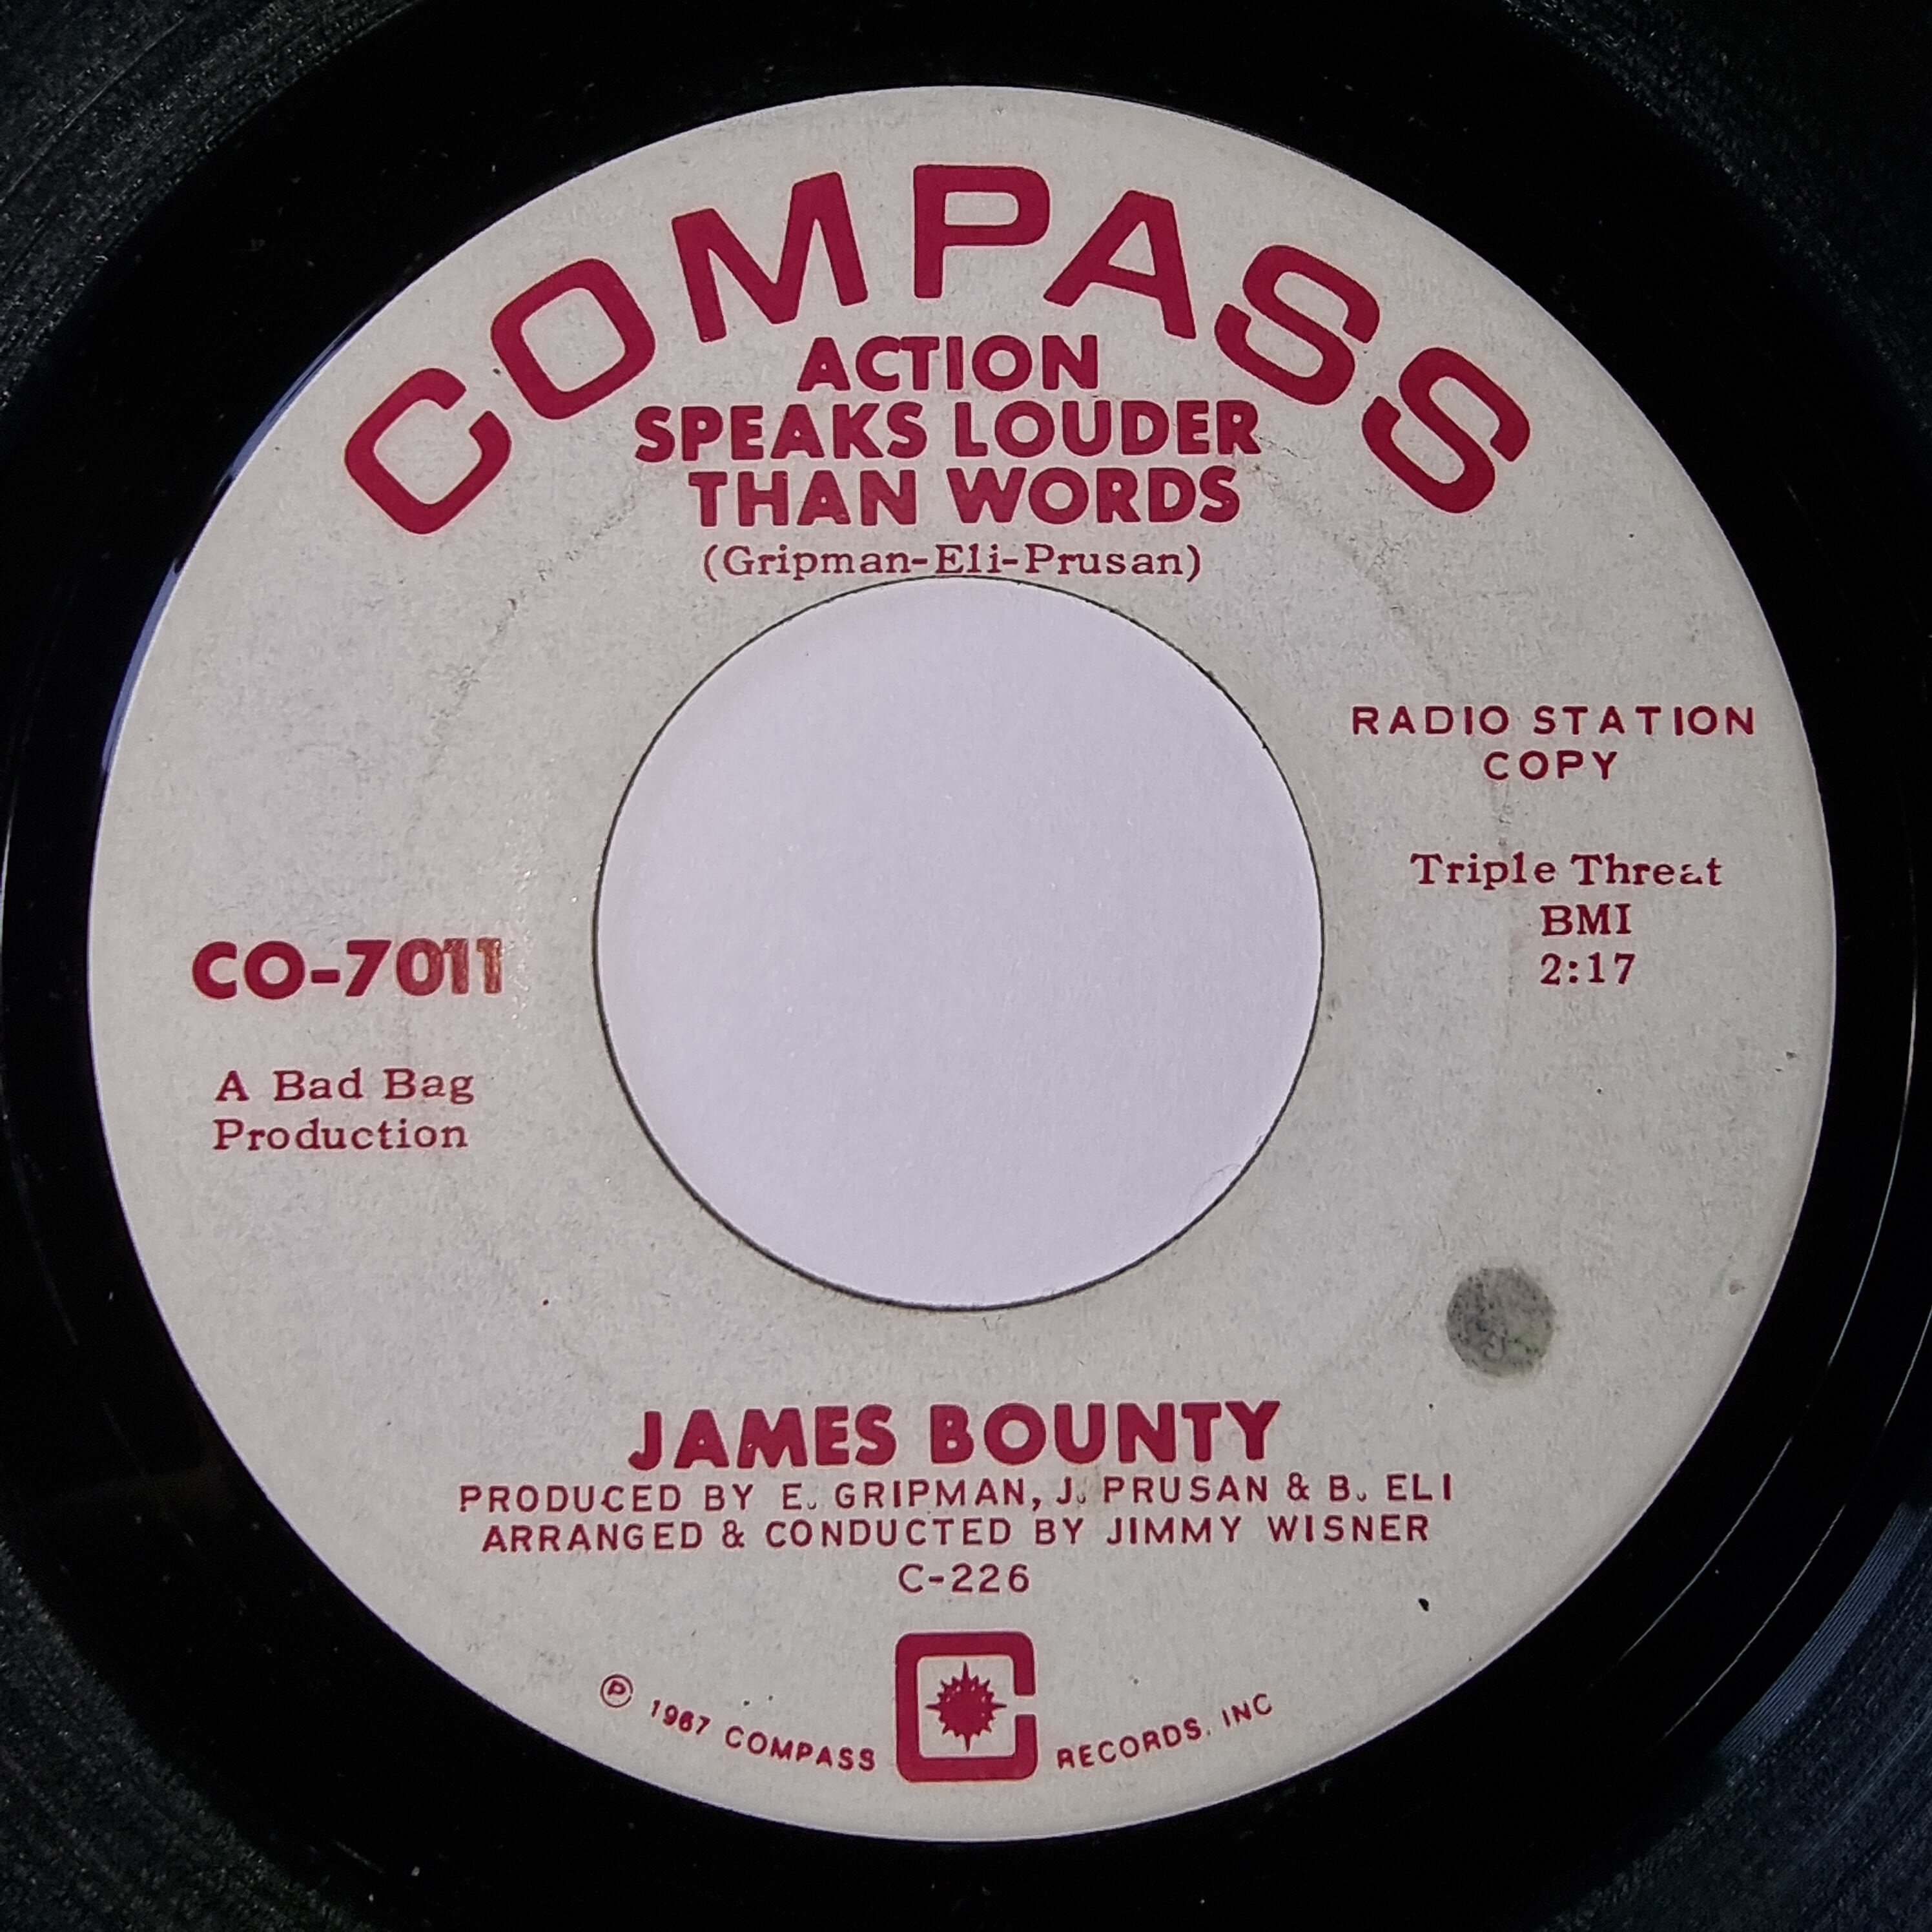 COMPASS
ACTION
SPEAKS LOUDER
THAN WORDS
(Gripman-Eli-Prusan)
RADIO STATION
COPY
Triple Threat
BMI
2:17
CO-7011
A Bad Bag
Production
JAMES BOUNTY
PRODUCED BY E. GRIPMAN, J. PRUSAN & B. ELI
ARRANGED & CONDUCTED BY JIMMY WISNER
C-226
℗ 1967 COMPASS RECORDS, INC